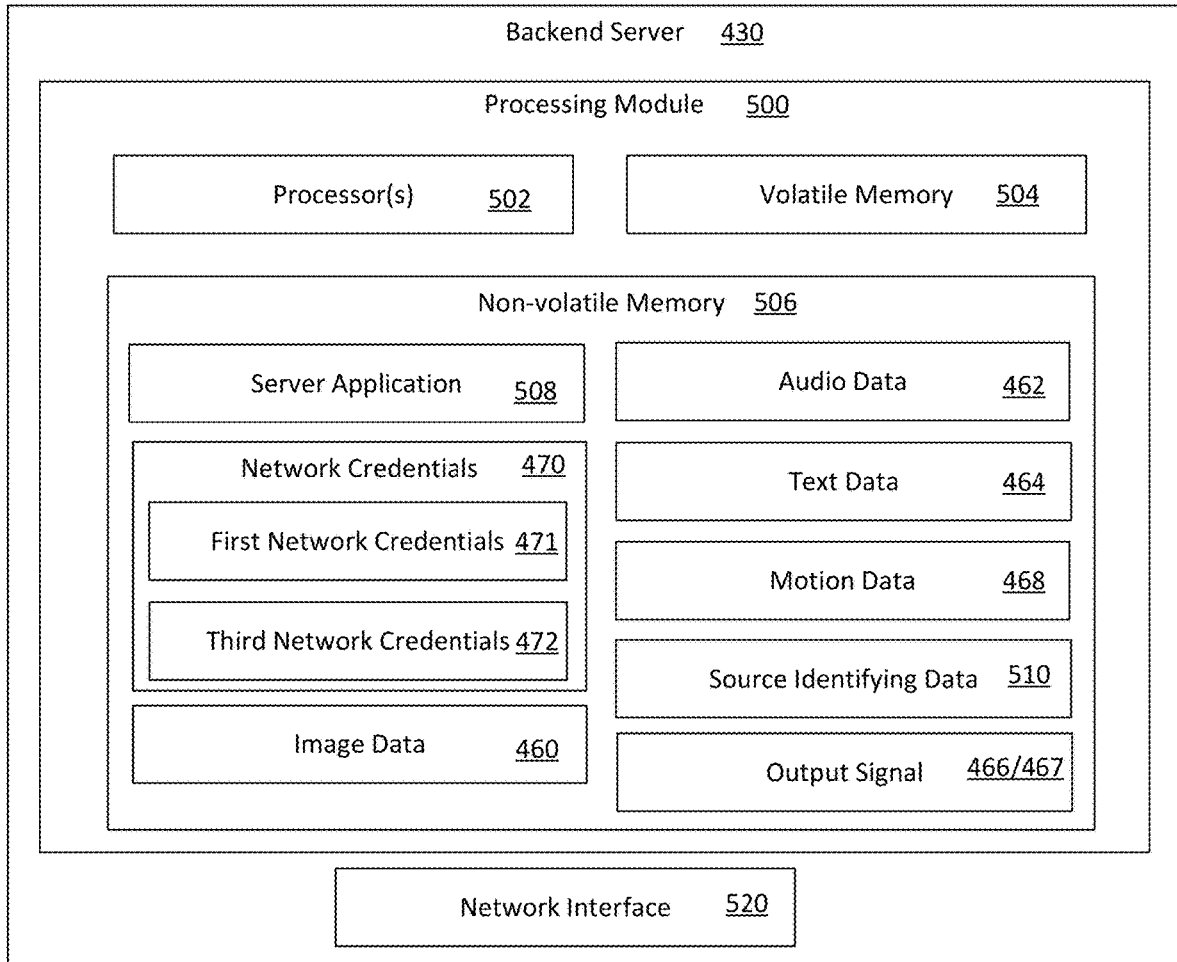 Backend Server 430
Processing Module 500
Processor(s) 502
Volatile Memory 504
Non-volatile Memory 506
Server Application 508
Network Credentials 470
First Network Credentials 471
Third Network Credentials 472
Image Data 460
Audio Data 462
Text Data 464
Motion Data 468
Source Identifying Data 510
Output Signal 466/467
Network Interface 520